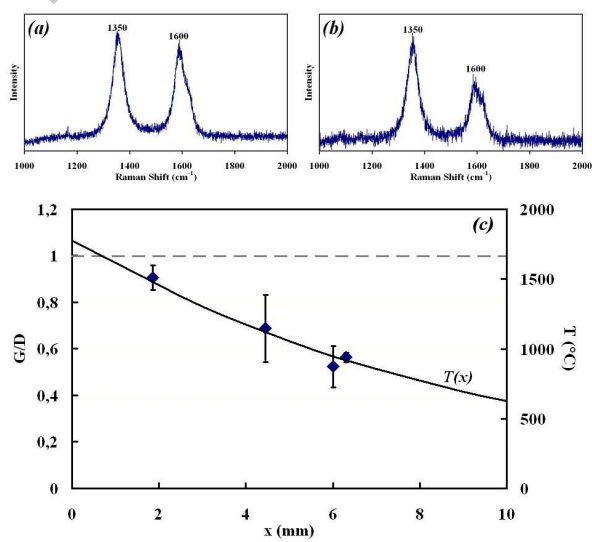 (a)
1350
1600
Intensity
1000 1200 1400 1600 1800 2000
Raman Shift (cm⁻¹)
(b)
1350
1600
Intensity
1000 1200 1400 1600 1800 2000
Raman Shift (cm⁻¹)
(c)
1,2
1
0,8
0,6
0,4
0,2
0
G/D
2000
1500
1000
500
0
T (°C)
T(x)
0 2 4 6 8 10
x (mm)